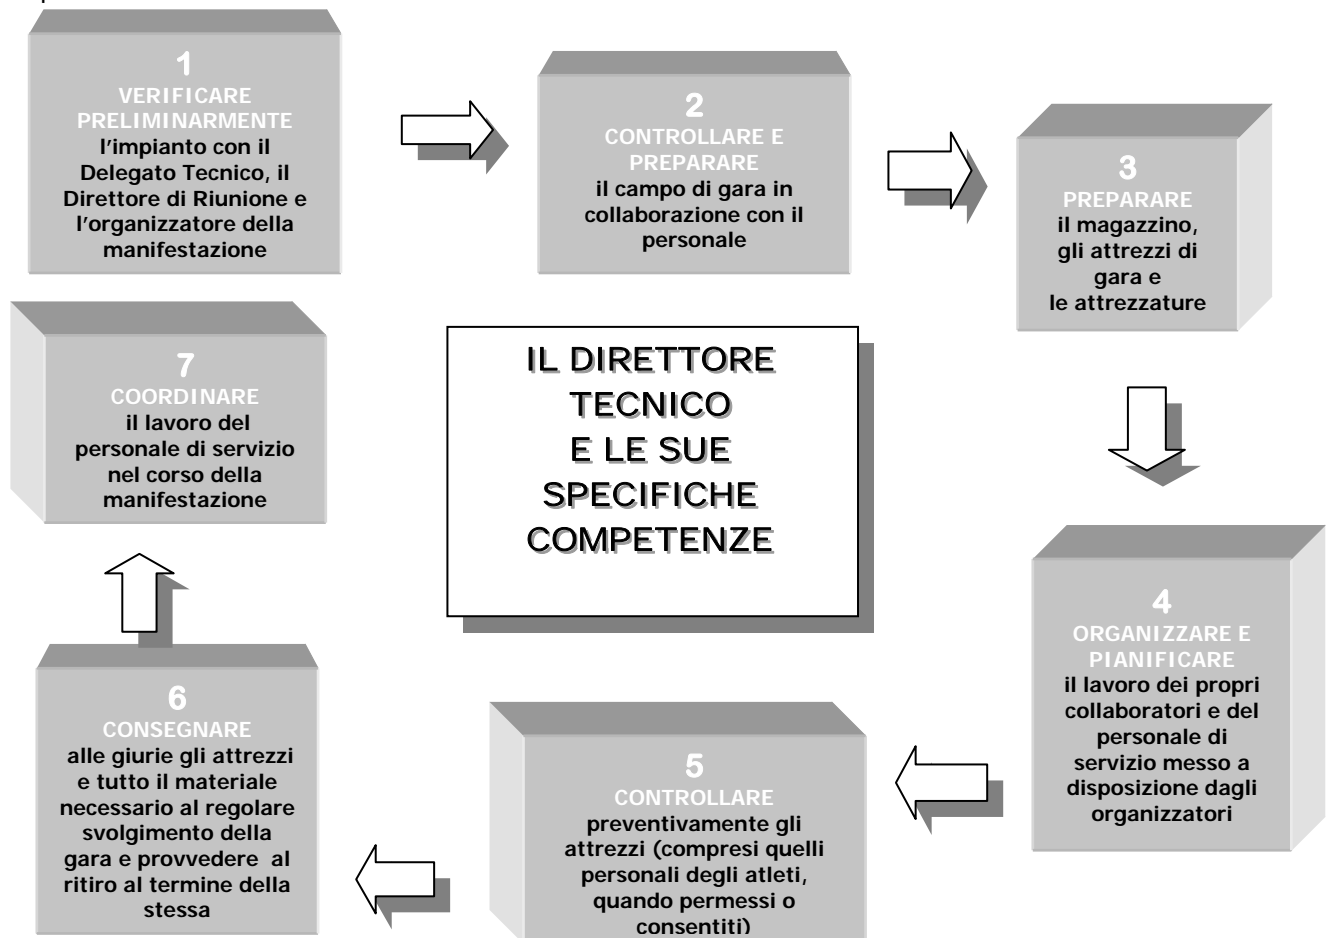 1
VERIFICARE
PRELIMINARMENTE
l'impianto con il
Delegato Tecnico, il
Direttore di Riunione e
l'organizzatore della
manifestazione
2
CONTROLLARE E
PREPARARE
il campo di gara in
collaborazione con il
personale
3
PREPARARE
il magazzino,
gli attrezzi di
gara e
le attrezzature
IL DIRETTORE
TECNICO
E LE SUE
SPECIFICHE
COMPETENZE
4
ORGANIZZARE E
PIANIFICARE
il lavoro dei propri
collaboratori e del
personale di
servizio messo a
disposizione dagli
organizzatori
5
CONTROLLARE
preventivamente gli
attrezzi (compresi quelli
personali degli atleti,
quando permessi o
consentiti)
6
CONSEGNARE
alle giurie gli attrezzi
e tutto il materiale
necessario al regolare
svolgimento della
gara e provvedere al
ritiro al termine della
stessa
7
COORDINARE
il lavoro del
personale di servizio
nel corso della
manifestazione